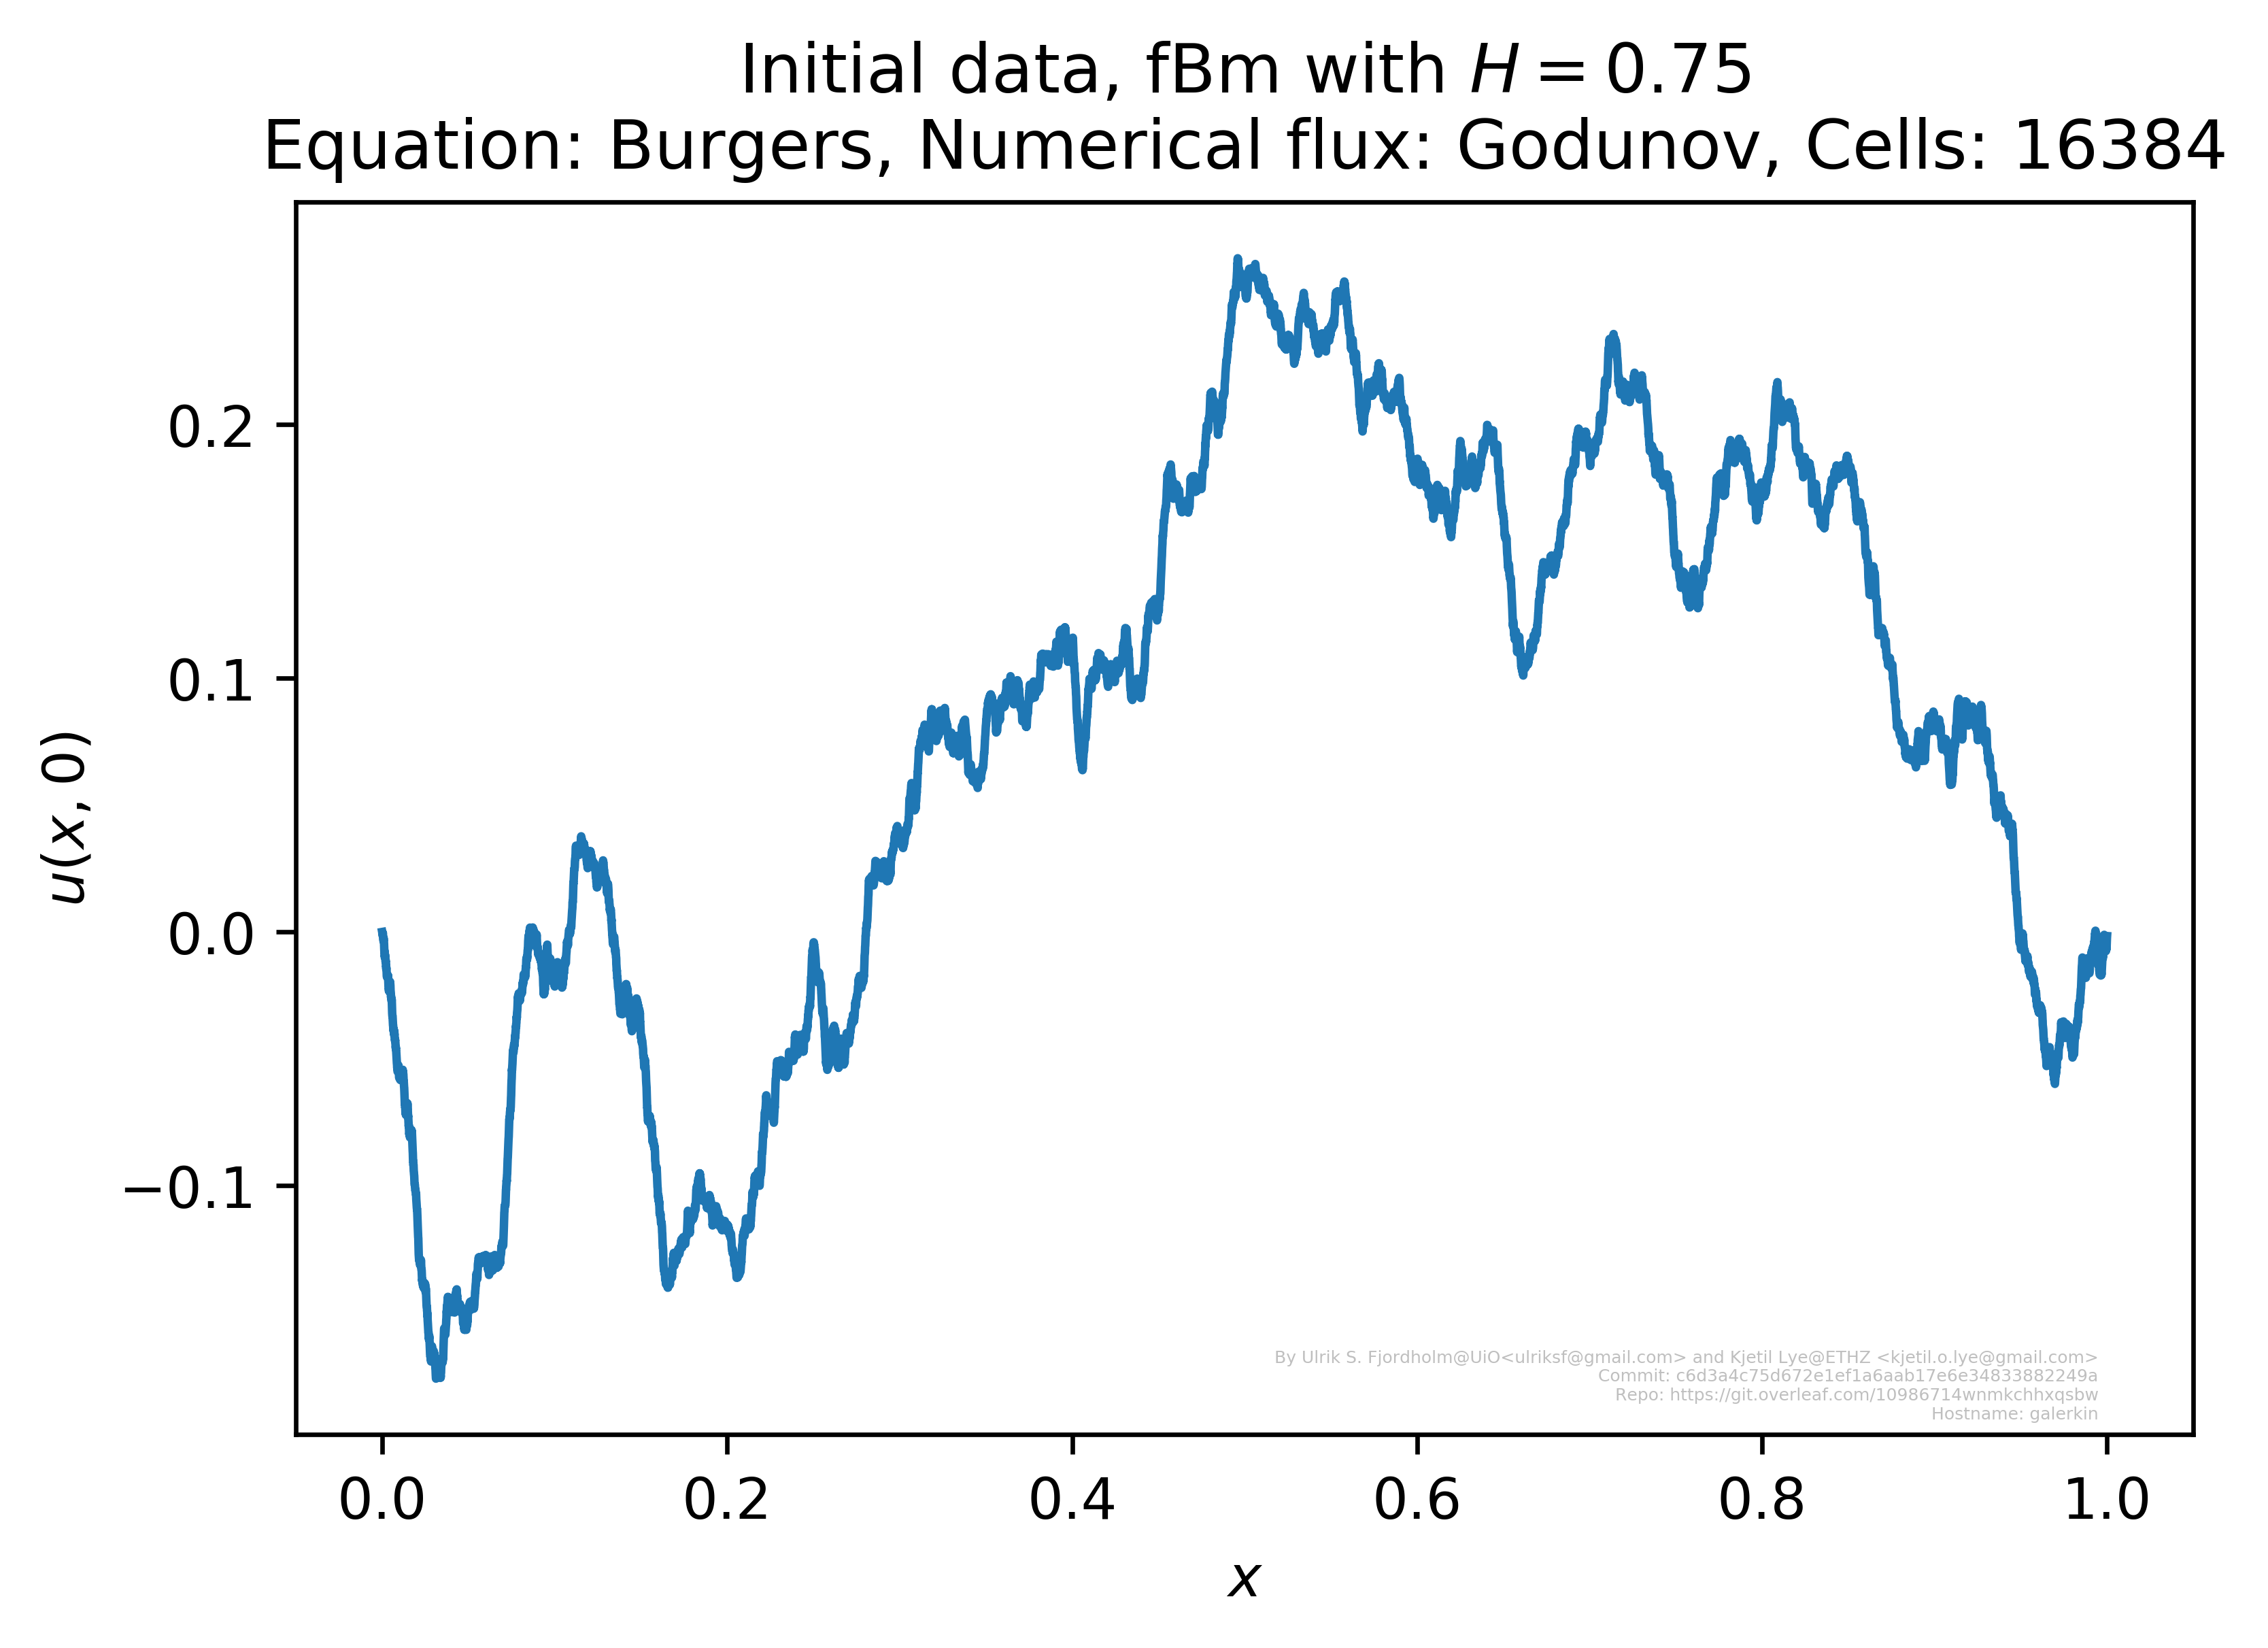 Initial data, fBm with H = 0.75
Equation: Burgers, Numerical flux: Godunov, Cells: 16384
u(x, 0)
0.2
0.1
0.0
−0.1
By Ulrik S. Fjordholm@UiO<ulriksf@gmail.com> and Kjetil Lye@ETHZ <kjetil.o.lye@gmail.com>
Commit: c6d3a4c75d672e1ef1a6aab17e6e34833882249a
Repo: https://git.overleaf.com/10986714wnmkchhxqsbw
Hostname: galerkin
0.0 0.2 0.4 0.6 0.8 1.0
x